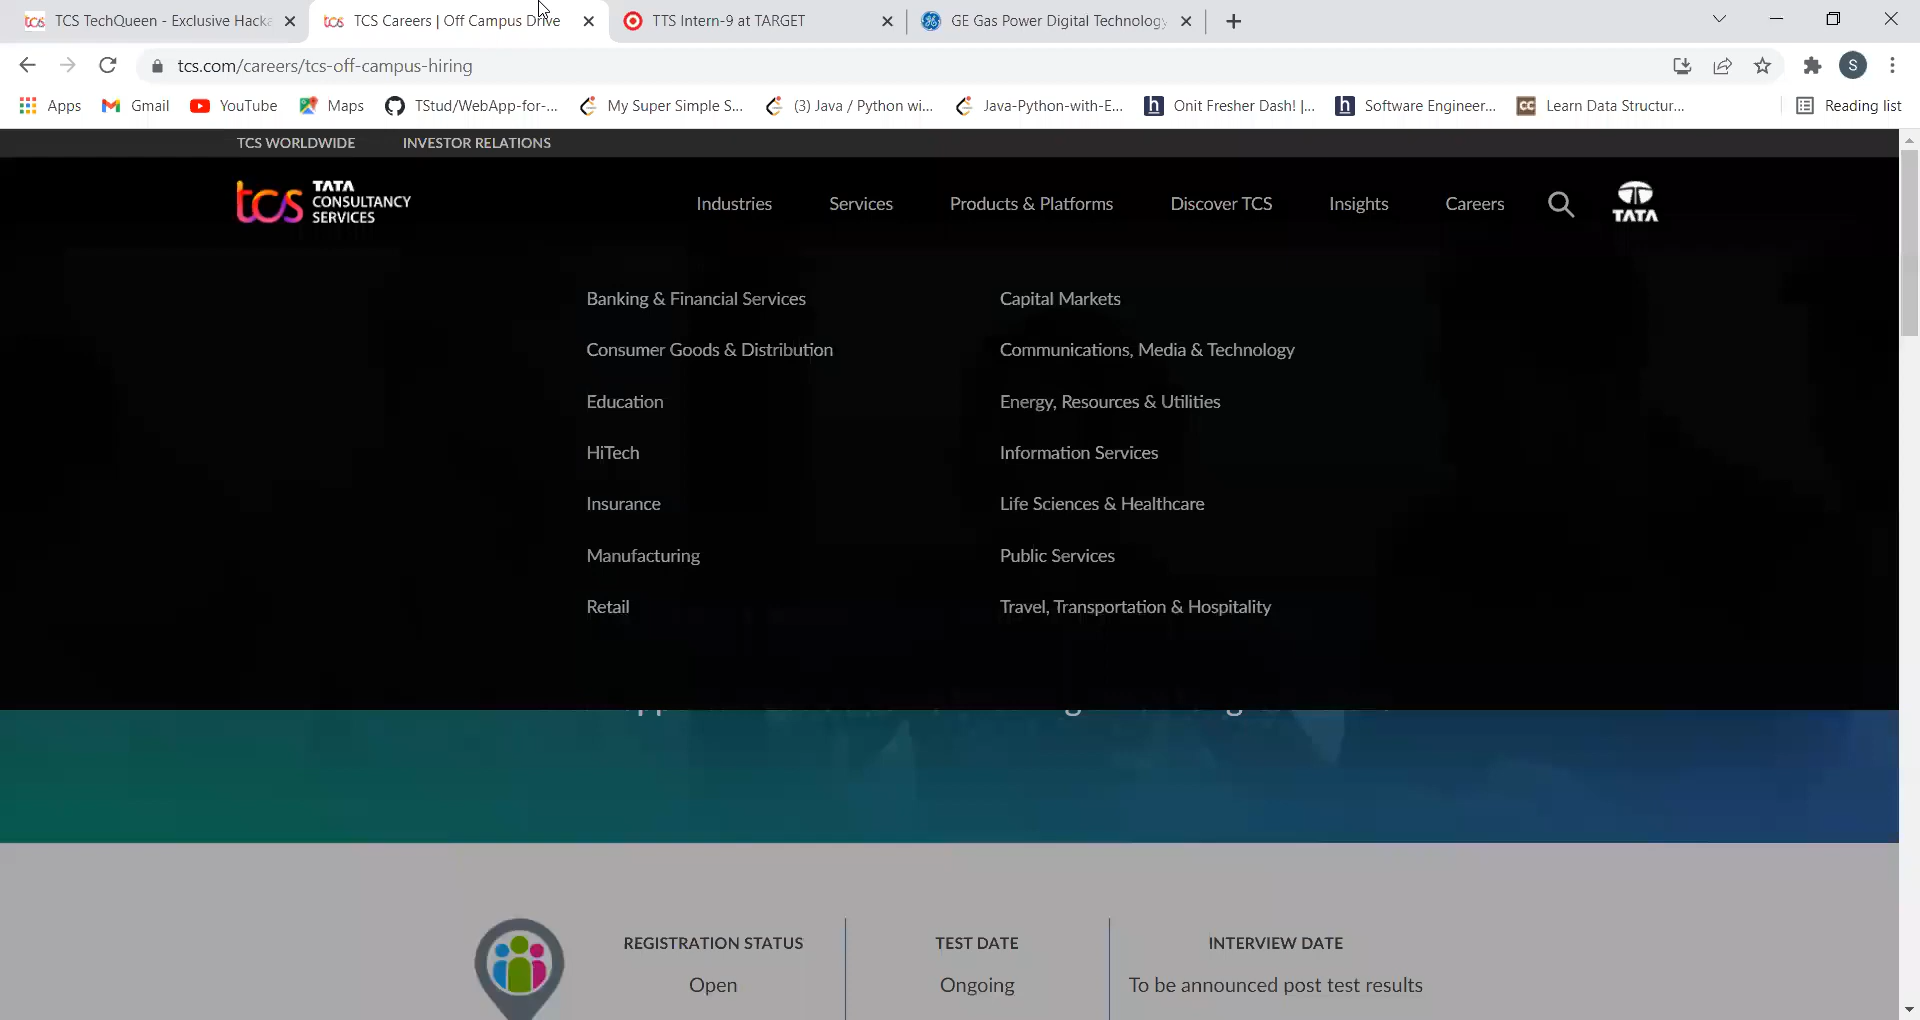 TCS TechQueen - Exclusive Hacka
TCS Careers | Off Campus Drive
TTS Intern-9 at TARGET
GE Gas Power Digital Technology
tcs.com/careers/tcs-off-campus-hiring
S
Apps
Gmail
YouTube
Maps
TStud/WebApp-for-...
My Super Simple S...
(3) Java / Python wi...
Java-Python-with-E...
Onit Fresher Dash! |...
Software Engineer...
Learn Data Structur...
Reading list
TCS WORLDWIDE
INVESTOR RELATIONS
tcs TATA
CONSULTANCY
SERVICES
Industries
Services
Products & Platforms
Discover TCS
Insights
Careers
TATA
Banking & Financial Services
Capital Markets
Consumer Goods & Distribution
Communications, Media & Technology
Education
Energy, Resources & Utilities
HiTech
Information Services
Insurance
Life Sciences & Healthcare
Manufacturing
Public Services
Retail
Travel, Transportation & Hospitality
REGISTRATION STATUS
TEST DATE
INTERVIEW DATE
Open
Ongoing
To be announced post test results